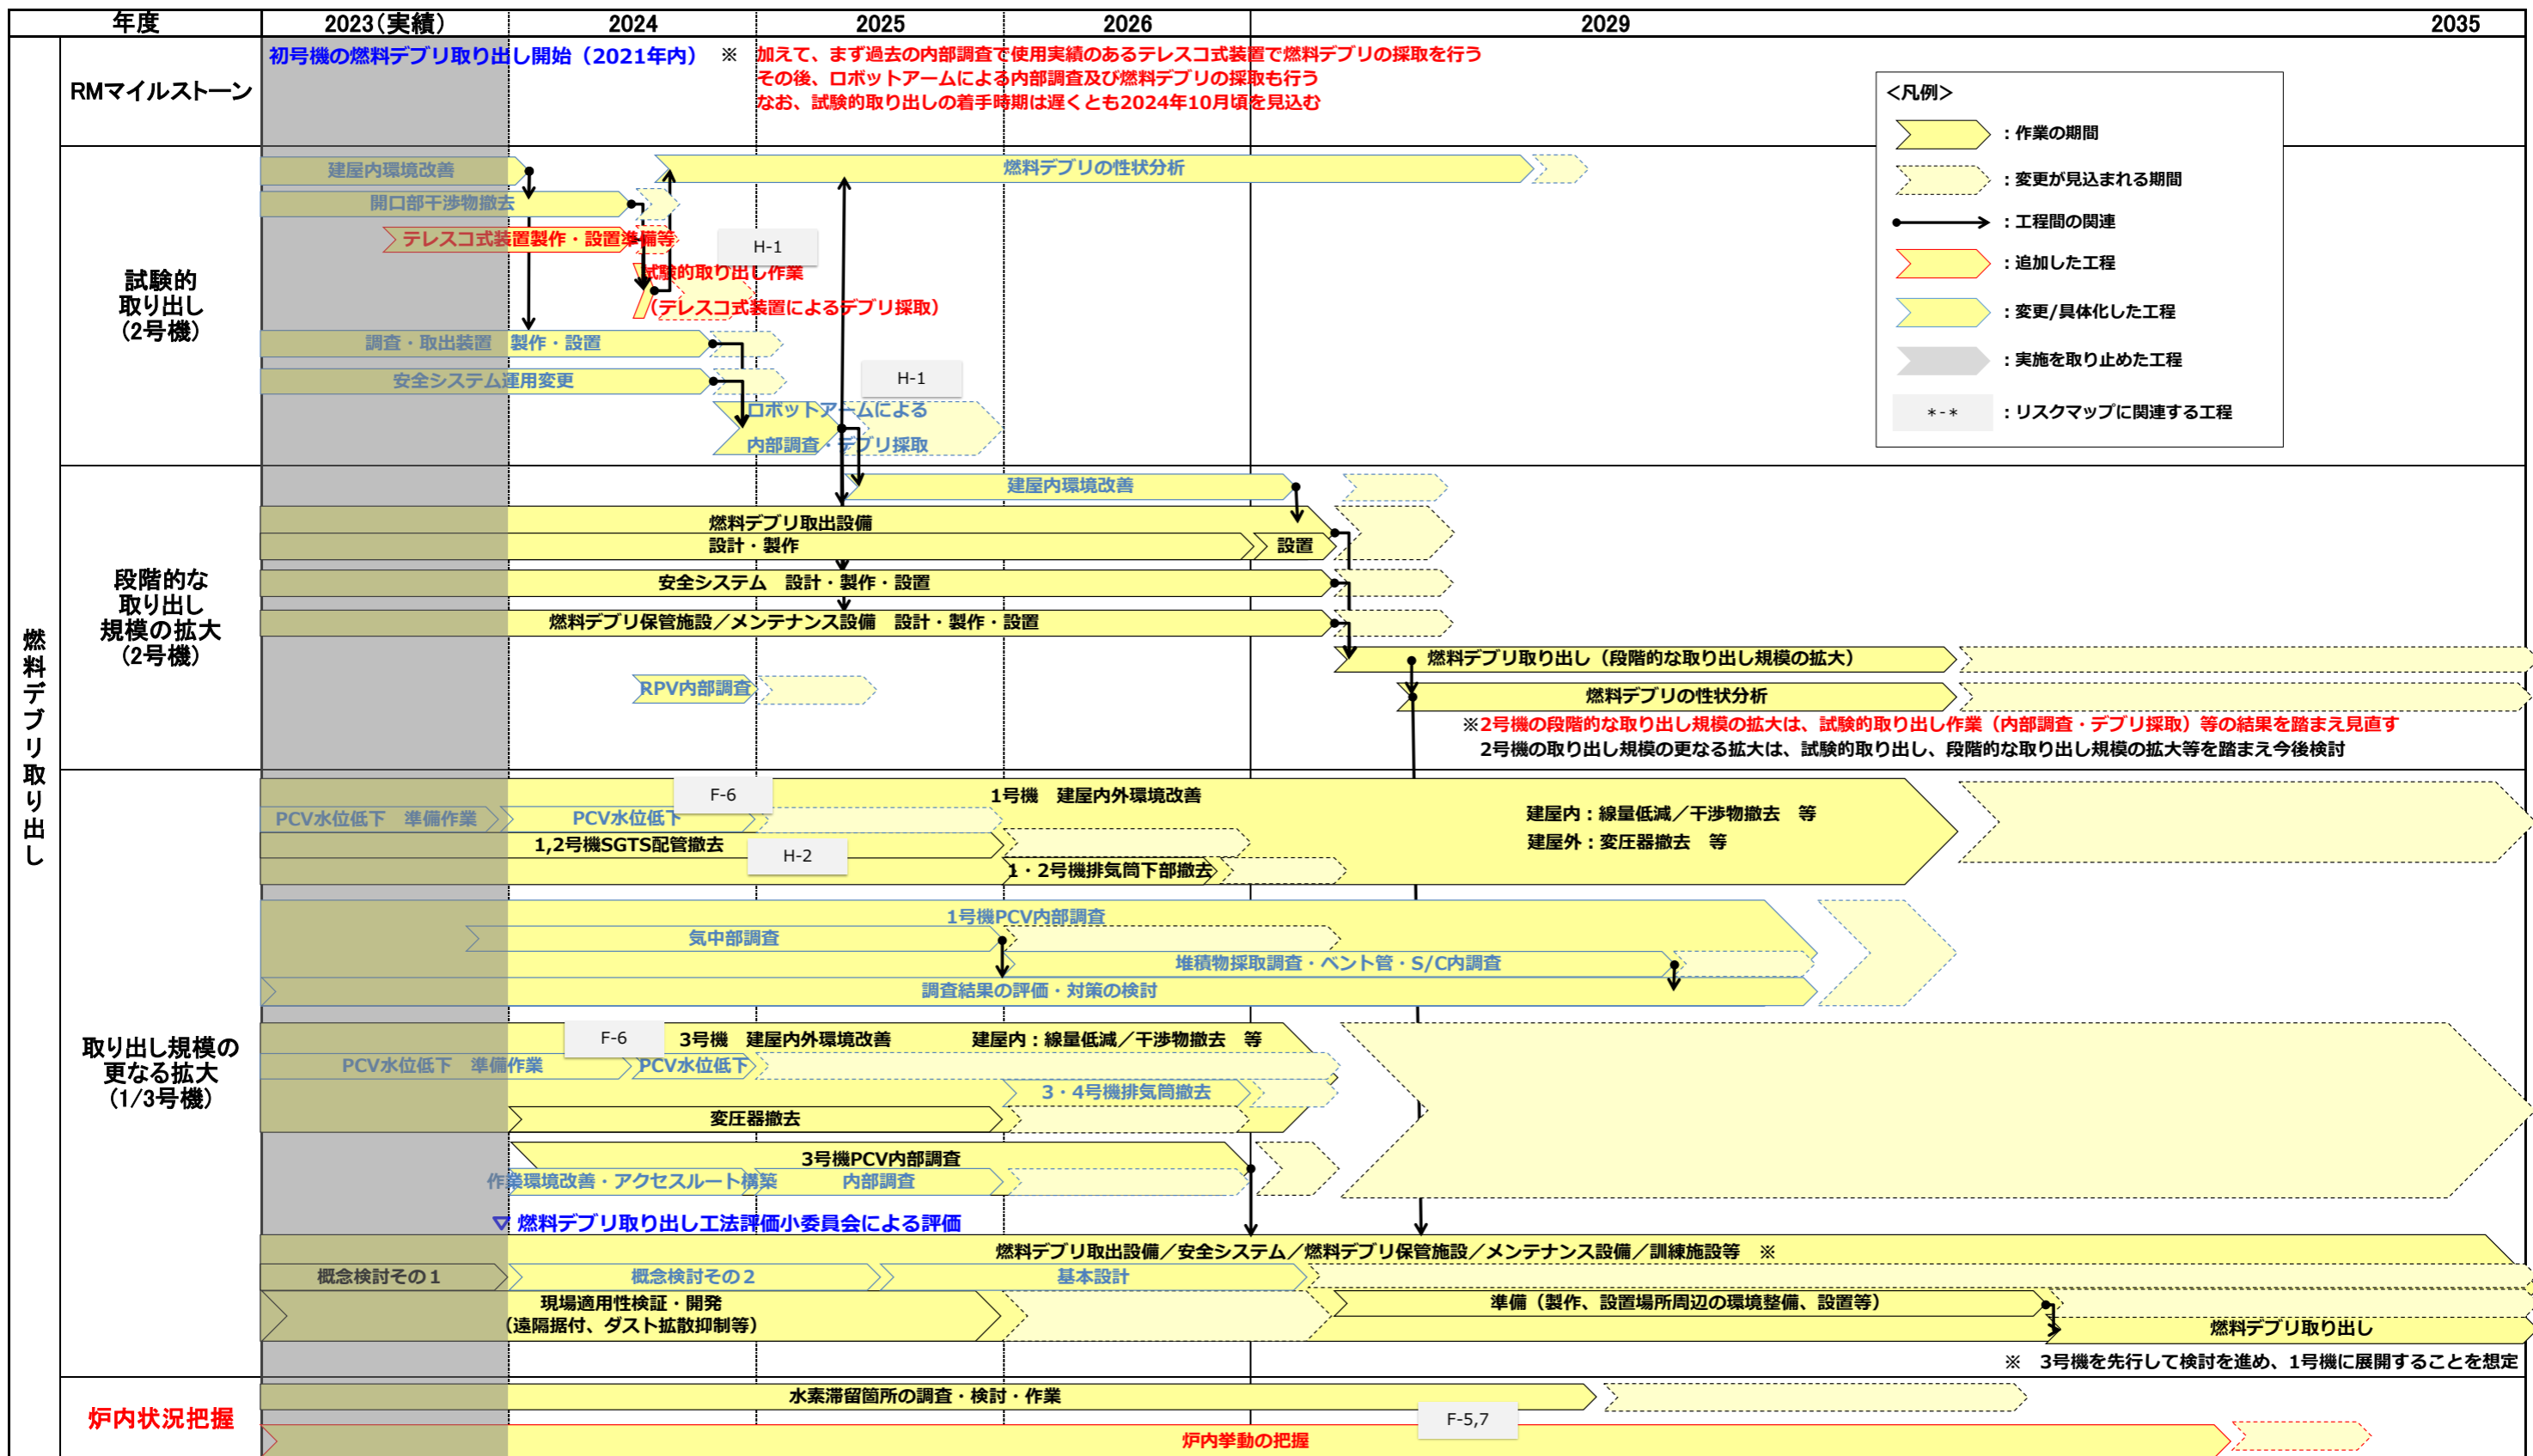 年度
2023(実績)
2024
2025
2026
2029
2035
燃料デブリ取り出し
RMマイルストーン
初号機の燃料デブリ取り出し開始（2021年内）　※
加えて、まず過去の内部調査で使用実績のあるテレスコ式装置で燃料デブリの採取を行う
その後、ロボットアームによる内部調査及び燃料デブリの採取も行う
なお、試験的取り出しの着手時期は遅くとも2024年10月頃を見込む
<凡例>
：作業の期間
：変更が見込まれる期間
：工程間の関連
：追加した工程
：変更/具体化した工程
：実施を取り止めた工程
*-*
：リスクマップに関連する工程
試験的
取り出し
(2号機)
建屋内環境改善
燃料デブリの性状分析
開口部干渉物撤去
テレスコ式装置製作・設置準備等
H-1
試験的取り出し作業
（テレスコ式装置によるデブリ採取）
調査・取出装置　製作・設置
安全システム運用変更
H-1
ロボットアームによる
内部調査・デブリ採取
段階的な
取り出し
規模の拡大
(2号機)
建屋内環境改善
燃料デブリ取出設備
設計・製作
設置
安全システム　設計・製作・設置
燃料デブリ保管施設／メンテナンス設備　設計・製作・設置
燃料デブリ取り出し（段階的な取り出し規模の拡大）
RPV内部調査
燃料デブリの性状分析
※2号機の段階的な取り出し規模の拡大は、試験的取り出し作業（内部調査・デブリ採取）等の結果を踏まえ見直す
2号機の取り出し規模の更なる拡大は、試験的取り出し、段階的な取り出し規模の拡大等を踏まえ今後検討
取り出し規模の
更なる拡大
(1/3号機)
F-6
1号機　建屋内外環境改善
PCV水位低下　準備作業
PCV水位低下
建屋内：線量低減／干渉物撤去　等
建屋外：変圧器撤去　等
1,2号機SGTS配管撤去
H-2
1・2号機排気筒下部撤去
1号機PCV内部調査
気中部調査
堆積物採取調査・ベント管・S/C内調査
調査結果の評価・対策の検討
F-6
3号機　建屋内外環境改善
建屋内：線量低減／干渉物撤去　等
PCV水位低下　準備作業
PCV水位低下
3・4号機排気筒撤去
変圧器撤去
3号機PCV内部調査
作業環境改善・アクセスルート構築
内部調査
▽ 燃料デブリ取り出し工法評価小委員会による評価
燃料デブリ取出設備／安全システム／燃料デブリ保管施設／メンテナンス設備／訓練施設等　※
概念検討その１
概念検討その２
基本設計
現場適用性検証・開発
（遠隔据付、ダスト拡散抑制等）
準備（製作、設置場所周辺の環境整備、設置等）
燃料デブリ取り出し
※　3号機を先行して検討を進め、1号機に展開することを想定
炉内状況把握
水素滞留箇所の調査・検討・作業
F-5,7
炉内挙動の把握